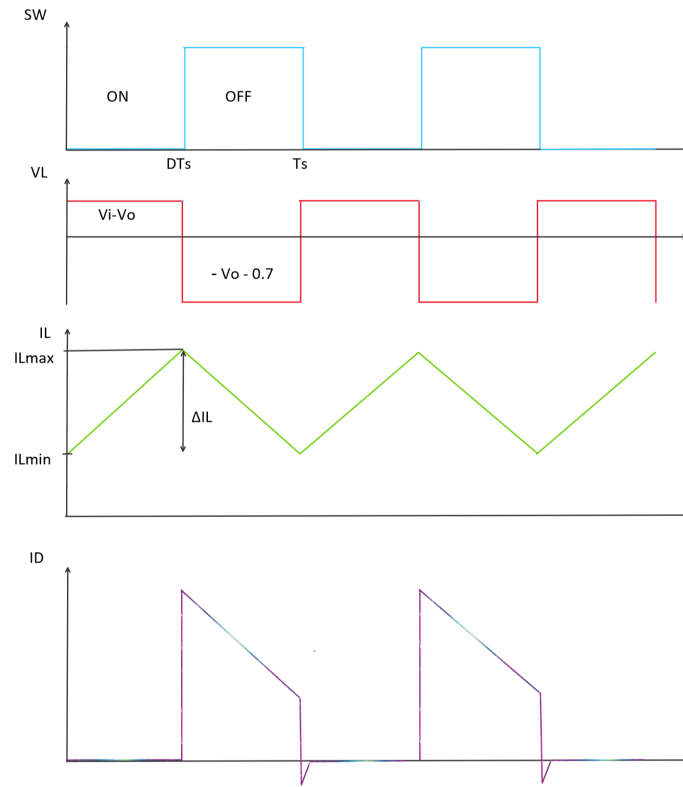 SW
ON
OFF
DTs
Ts
VL
Vi-Vo
- Vo - 0.7
IL
ILmax
ΔIL
ILmin
ID